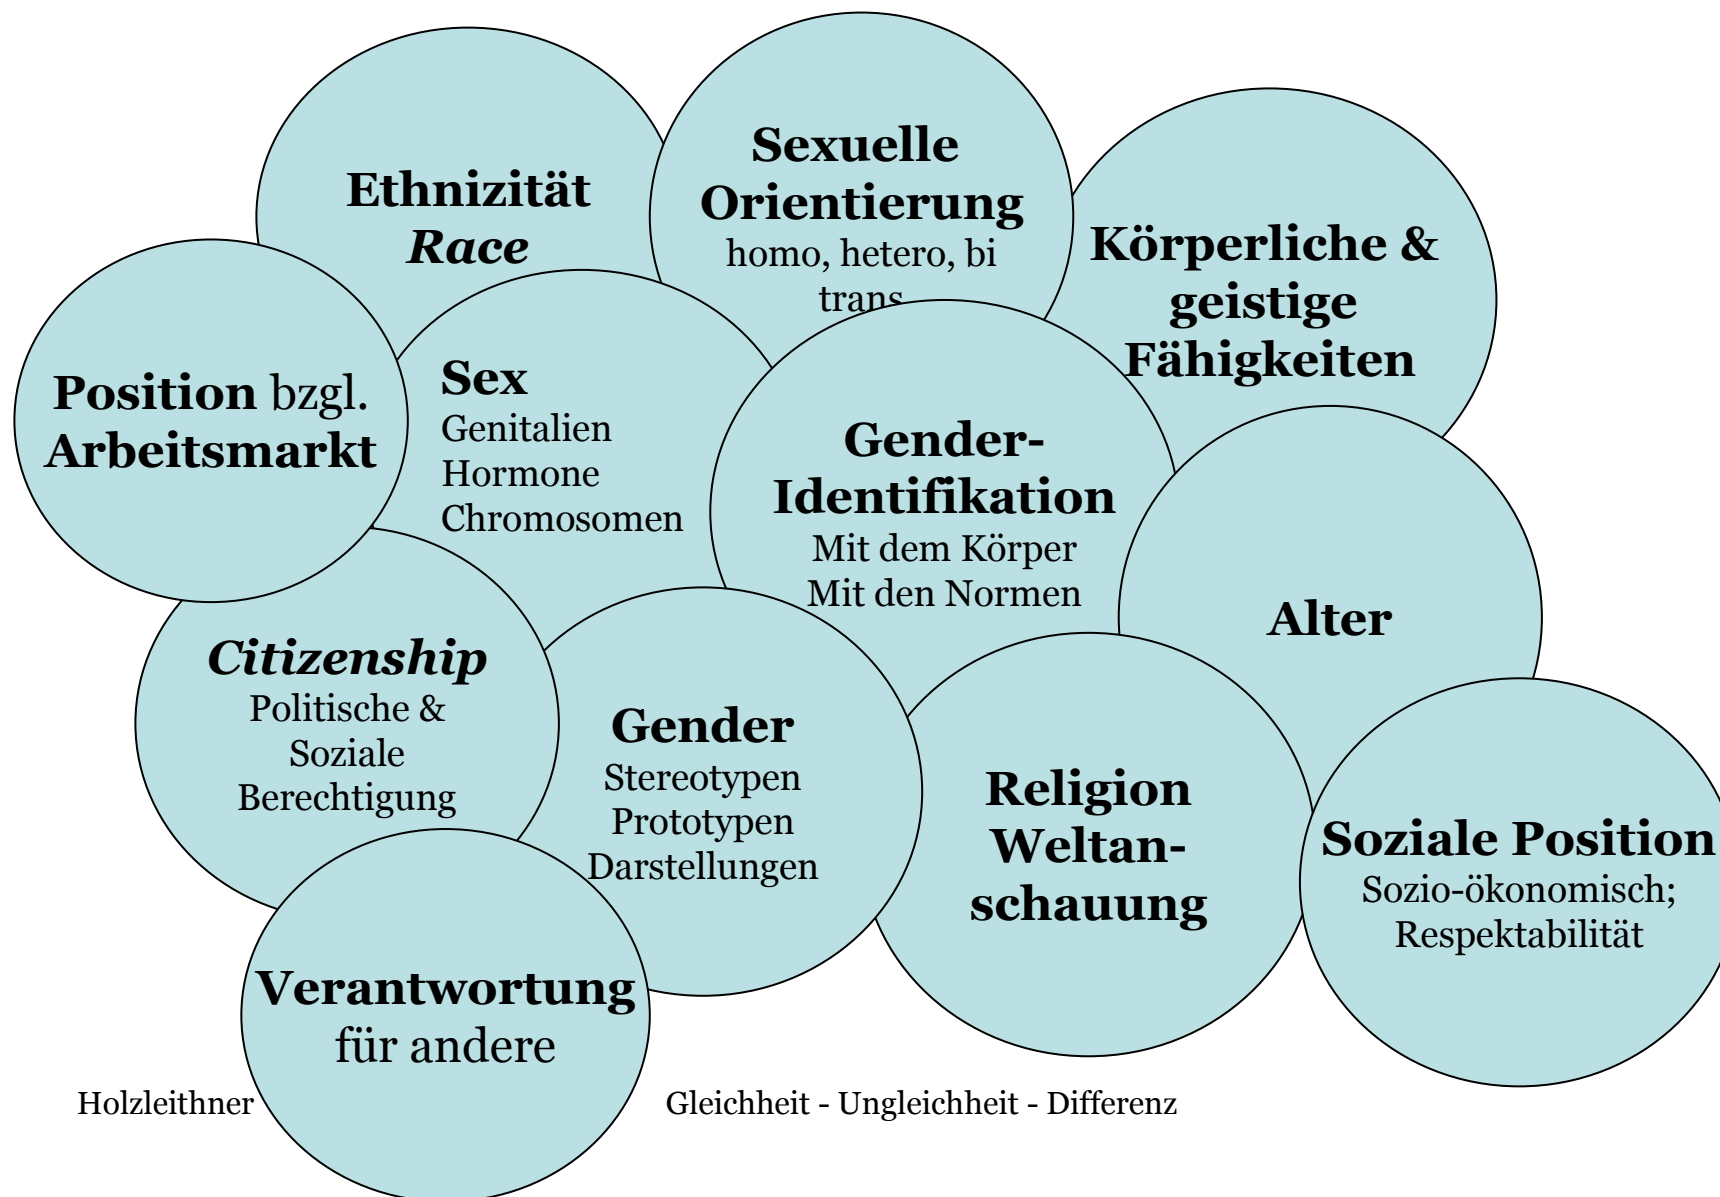 Ethnizität
Race
Sexuelle
Orientierung
homo, hetero, bi
trans
Körperliche &
geistige
Fähigkeiten
Position bzgl.
Arbeitsmarkt
Sex
Genitalien
Hormone
Chromosomen
Gender-
Identifikation
Mit dem Körper
Mit den Normen
Alter
Citizenship
Politische &
Soziale
Berechtigung
Gender
Stereotypen
Prototypen
Darstellungen
Religion
Weltan-
schauung
Soziale Position
Sozio-ökonomisch;
Respektabilität
Verantwortung
für andere
Holzleithner
Gleichheit - Ungleichheit - Differenz